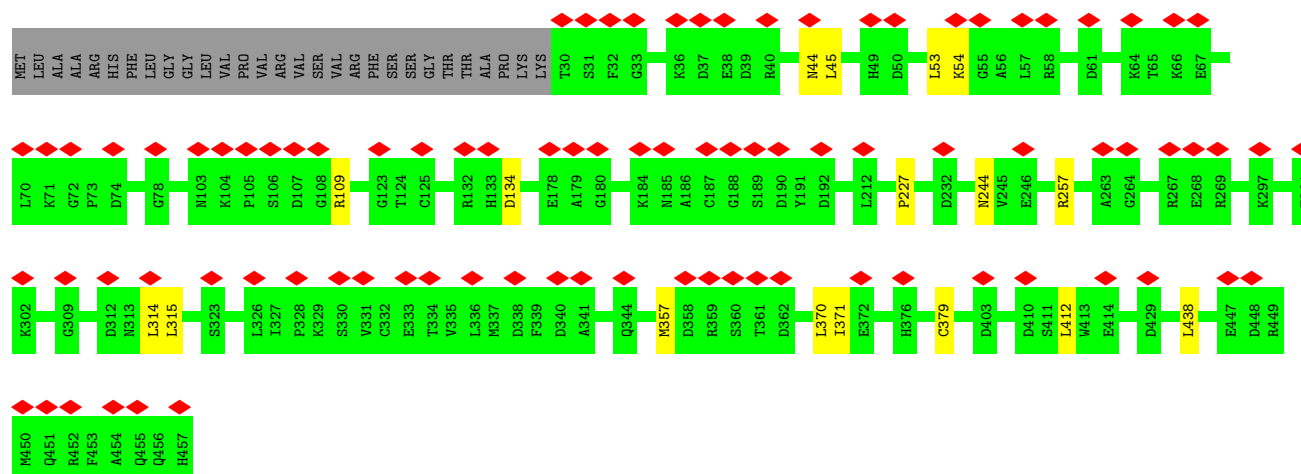 MET LEU ALA ALA ARG HIS PHE LEU GLY GLY LEU VAL PRO VAL ARG VAL SER VAL ARG PHE SER SER GLY THR THR ALA PRO LYS LYS T30 S31 F32 G33 K36 D37 E38 D39 R40 N44 L45 H49 D50 L53 K54 G55 A56 L57 R58 D61 K64 T65 K66 E67
L70 K71 G72 P73 D74 G78 N103 K104 P105 S106 D107 G108 R109 G123 T124 C125 R132 H133 D134 E178 A179 G180 K184 N185 A186 C187 G188 S189 D190 Y191 D192 L212 P227 D232 N244 V245 E246 R257 A263 G264 R267 E268 R269 K297
K302 G309 D312 N313 L314 L315 S323 L326 I327 P328 K329 S330 V331 C332 E333 T334 V335 L336 M337 D338 F339 D340 A341 Q344 M357 D358 R359 S360 T361 D362 L370 I371 E372 H376 C379 D403 D410 S411 L412 W413 E414 D429 L438 E447 D448 R449
M450 Q451 R452 F453 A454 Q455 Q456 H457